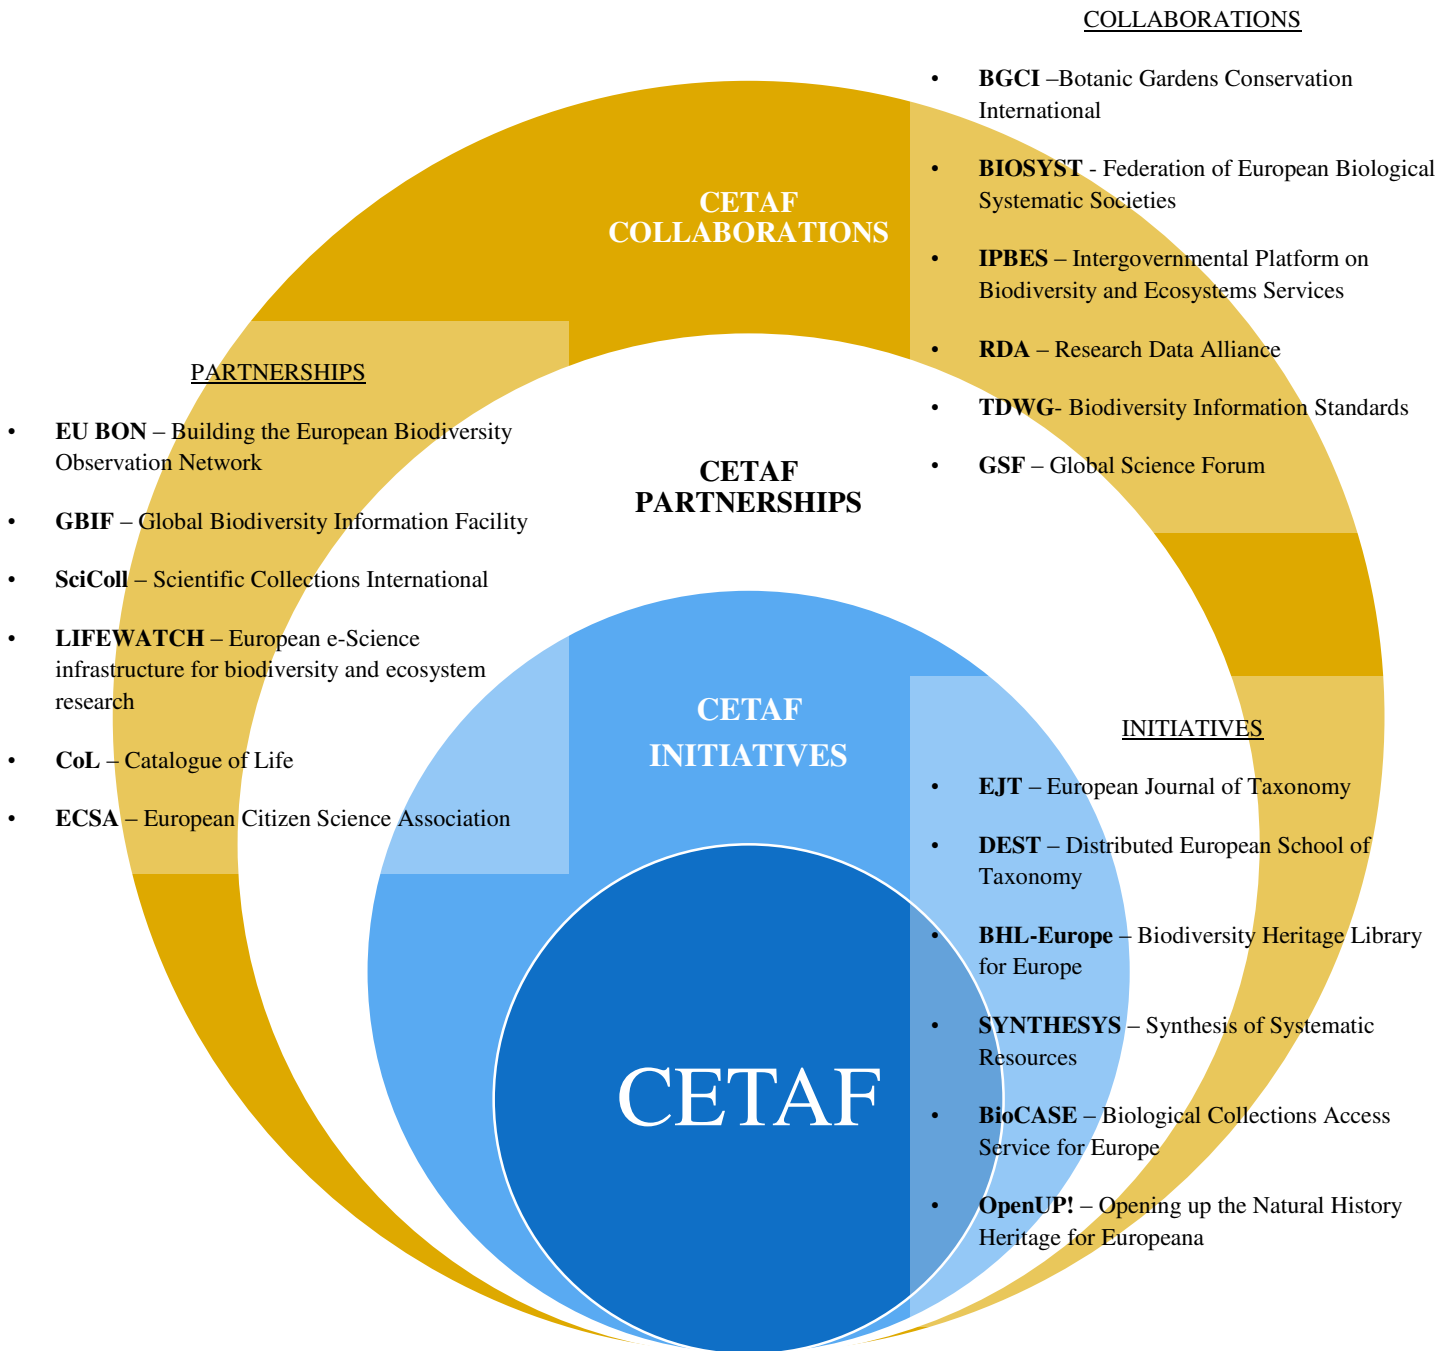 COLLABORATIONS
• BGCI –Botanic Gardens Conservation
International
• BIOSYST - Federation of European Biological
Systematic Societies
• IPBES – Intergovernmental Platform on
Biodiversity and Ecosystems Services
• RDA – Research Data Alliance
• TDWG- Biodiversity Information Standards
• GSF – Global Science Forum
CETAF
COLLABORATIONS
PARTNERSHIPS
• EU BON – Building the European Biodiversity
Observation Network
• GBIF – Global Biodiversity Information Facility
• SciColl – Scientific Collections International
• LIFEWATCH – European e-Science
infrastructure for biodiversity and ecosystem
research
• CoL – Catalogue of Life
• ECSA – European Citizen Science Association
CETAF
PARTNERSHIPS
CETAF
INITIATIVES
INITIATIVES
• EJT – European Journal of Taxonomy
• DEST – Distributed European School of
Taxonomy
• BHL-Europe – Biodiversity Heritage Library
for Europe
• SYNTHESYS – Synthesis of Systematic
Resources
• BioCASE – Biological Collections Access
Service for Europe
• OpenUP! – Opening up the Natural History
Heritage for Europeana
CETAF